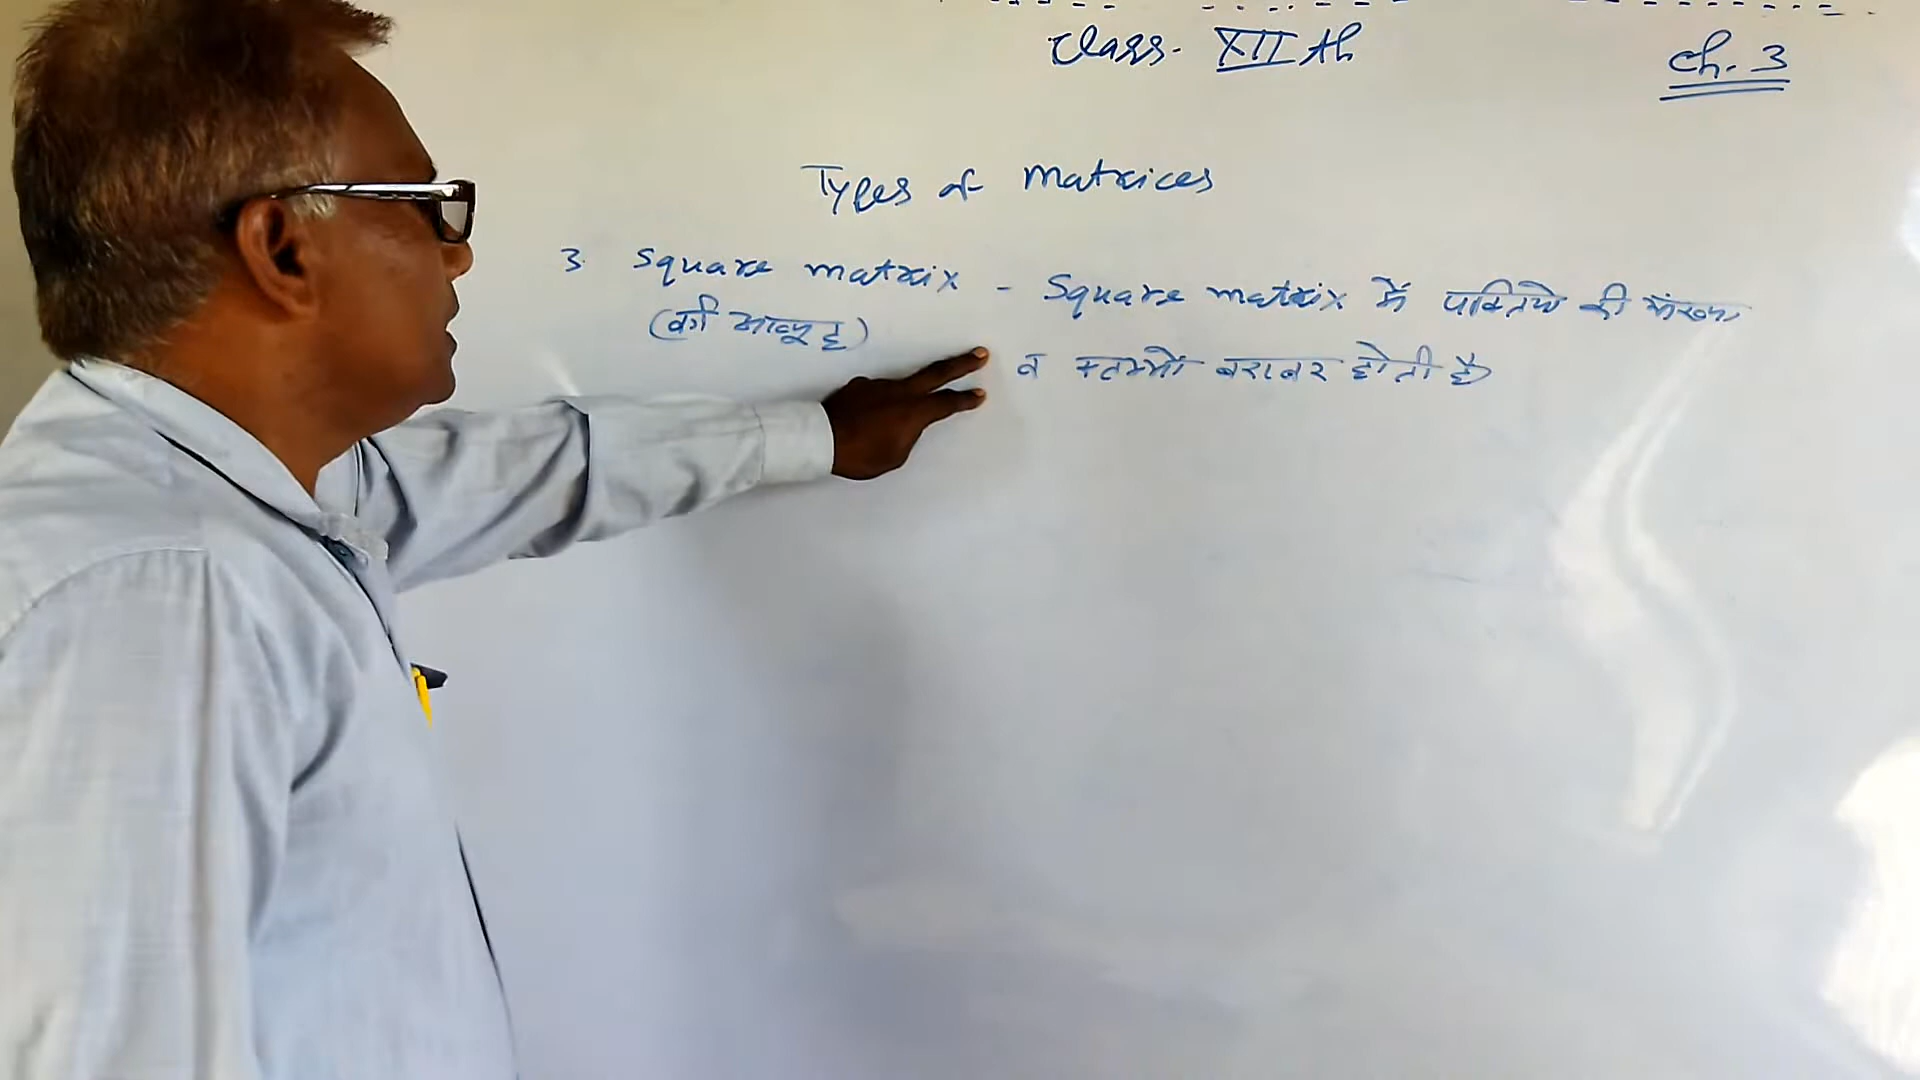 Class- XII th
Ch. 3
Types of Matrices
3. Square matrix - Square matrix में पंक्तियों की संख्या
(वर्ग आव्यूह)
व स्तम्भों बराबर होती है